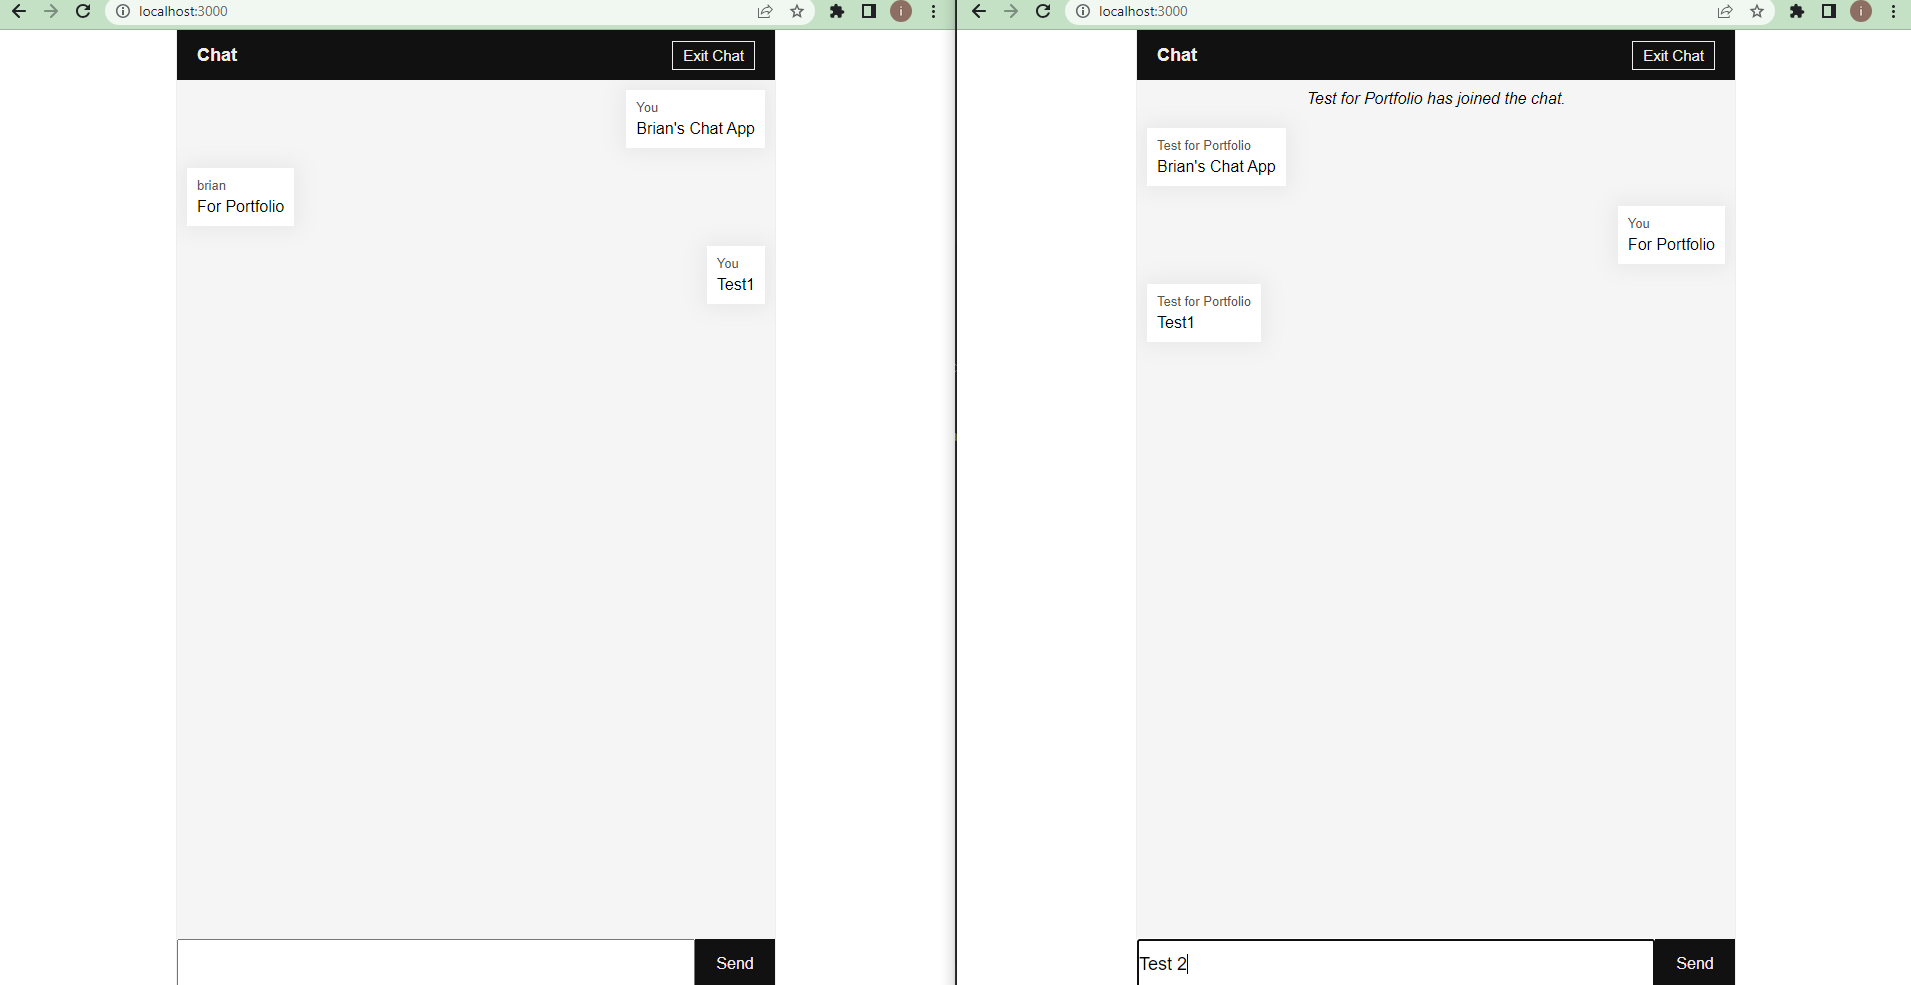 localhost:3000
Chat
Exit Chat
You
Brian's Chat App
brian
For Portfolio
You
Test1
Send
localhost:3000
i
Chat
Exit Chat
Test for Portfolio has joined the chat.
Test for Portfolio
Brian's Chat App
You
For Portfolio
Test for Portfolio
Test1
Test 2
Send